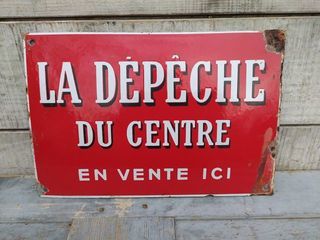 LA DÉPÊCHE
DU CENTRE
EN VENTE ICI